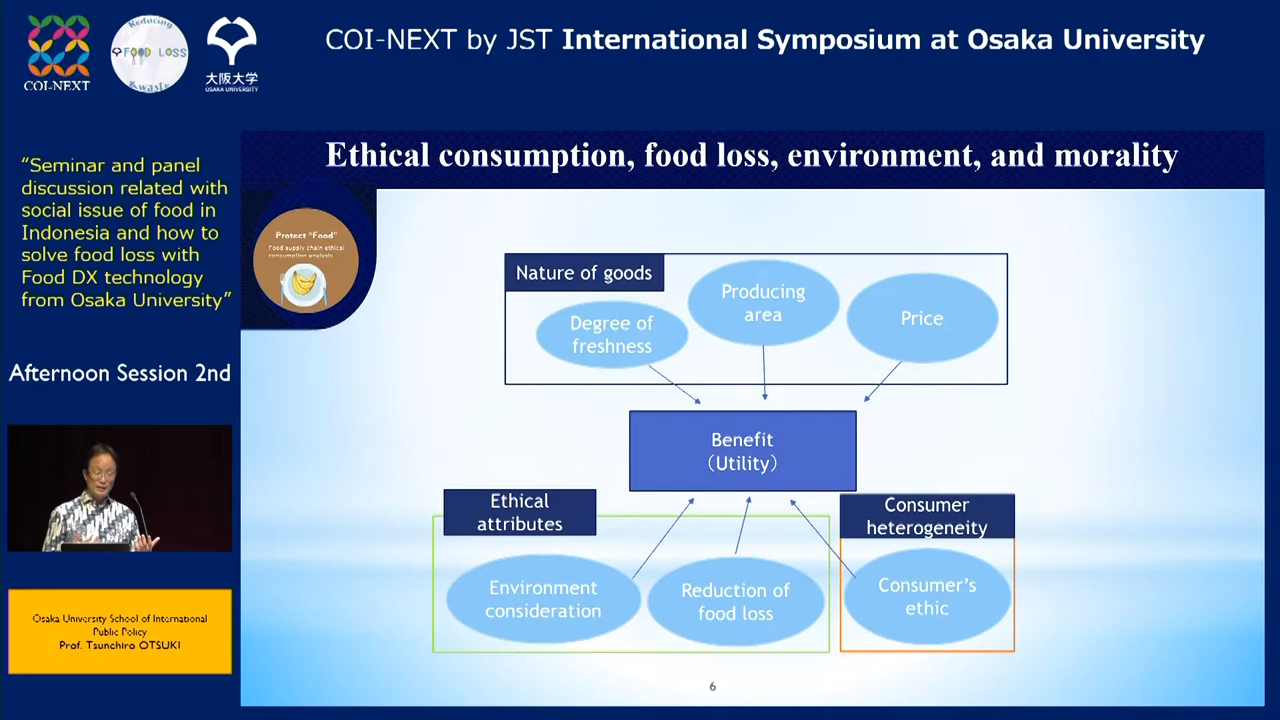 COI-NEXT
Reducing
FOOD LOSS
&waste
大阪大学
OSAKA UNIVERSITY
COI-NEXT by JST International Symposium at Osaka University
“Seminar and panel
discussion related with
social issue of food in
Indonesia and how to
solve food loss with
Food DX technology
from Osaka University”
Afternoon Session 2nd
Osaka University School of International
Public Policy
Prof. Tsunehiro OTSUKI
Ethical consumption, food loss, environment, and morality
Protect "Food"
Food supply chain ethical
consumption analysis
Nature of goods
Degree of
freshness
Producing
area
Price
Benefit
（Utility）
Ethical
attributes
Environment
consideration
Reduction of
food loss
Consumer
heterogeneity
Consumer’s
ethic
6